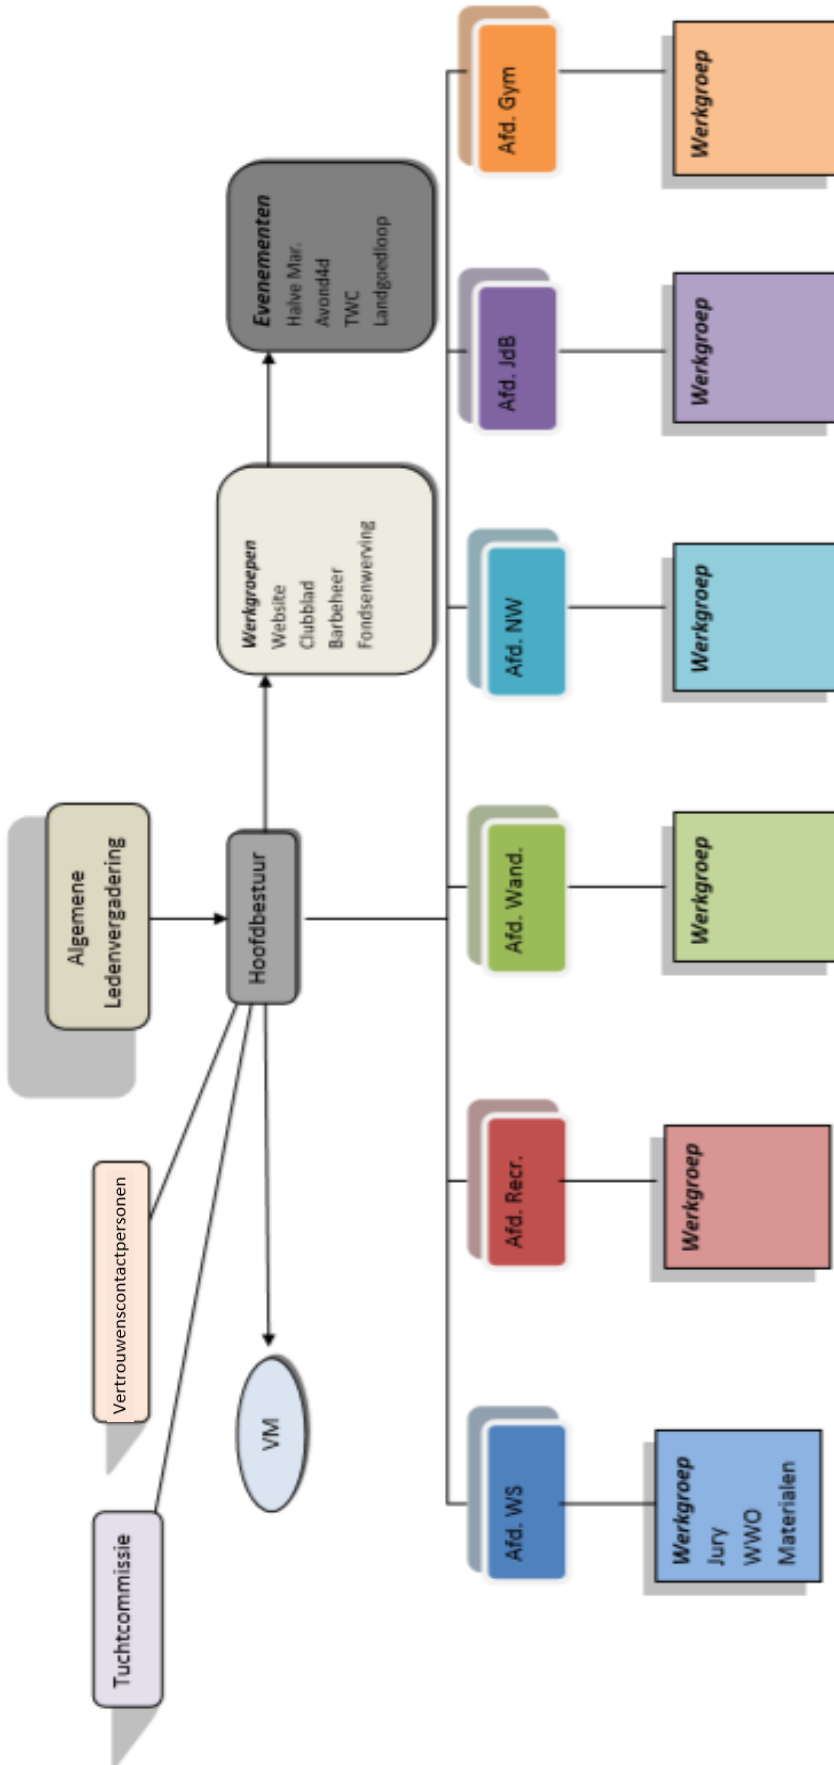 Algemene
Ledenvergadering
Tuchtcommissie
Vertrouwenscontactpersonen
VM
Hoofdbestuur
Werkgroepen
Website
Clubblad
Barbeheer
Fondsenwerving
Evenementen
Halve Mar.
Avond4d
TWC
Landgoedloop
Afd. WS
Afd. Recr.
Afd. Wand.
Afd. NW
Afd. JdB
Afd. Gym
Werkgroep
Jury
WWO
Materialen
Werkgroep
Werkgroep
Werkgroep
Werkgroep
Werkgroep